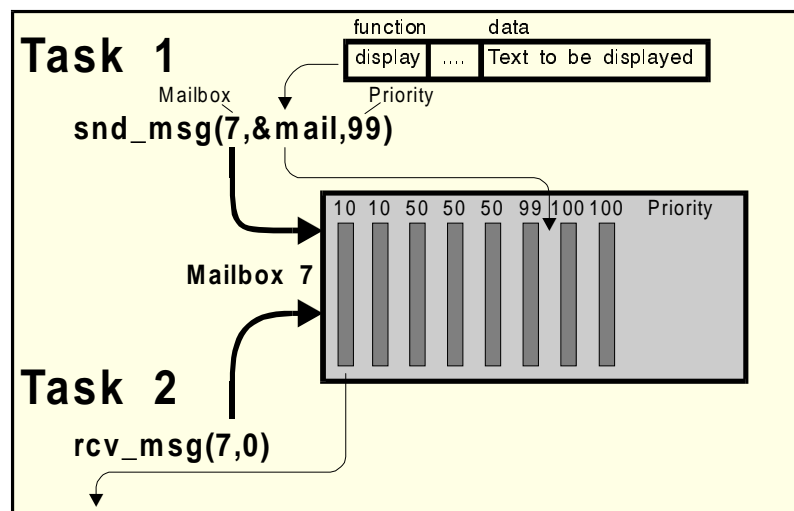 function data
Task 1
display .... Text to be displayed
Mailbox Priority
snd_msg(7,&mail,99)
10 10 50 50 50 99 100 100 Priority
Mailbox 7
Task 2
rcv_msg(7,0)